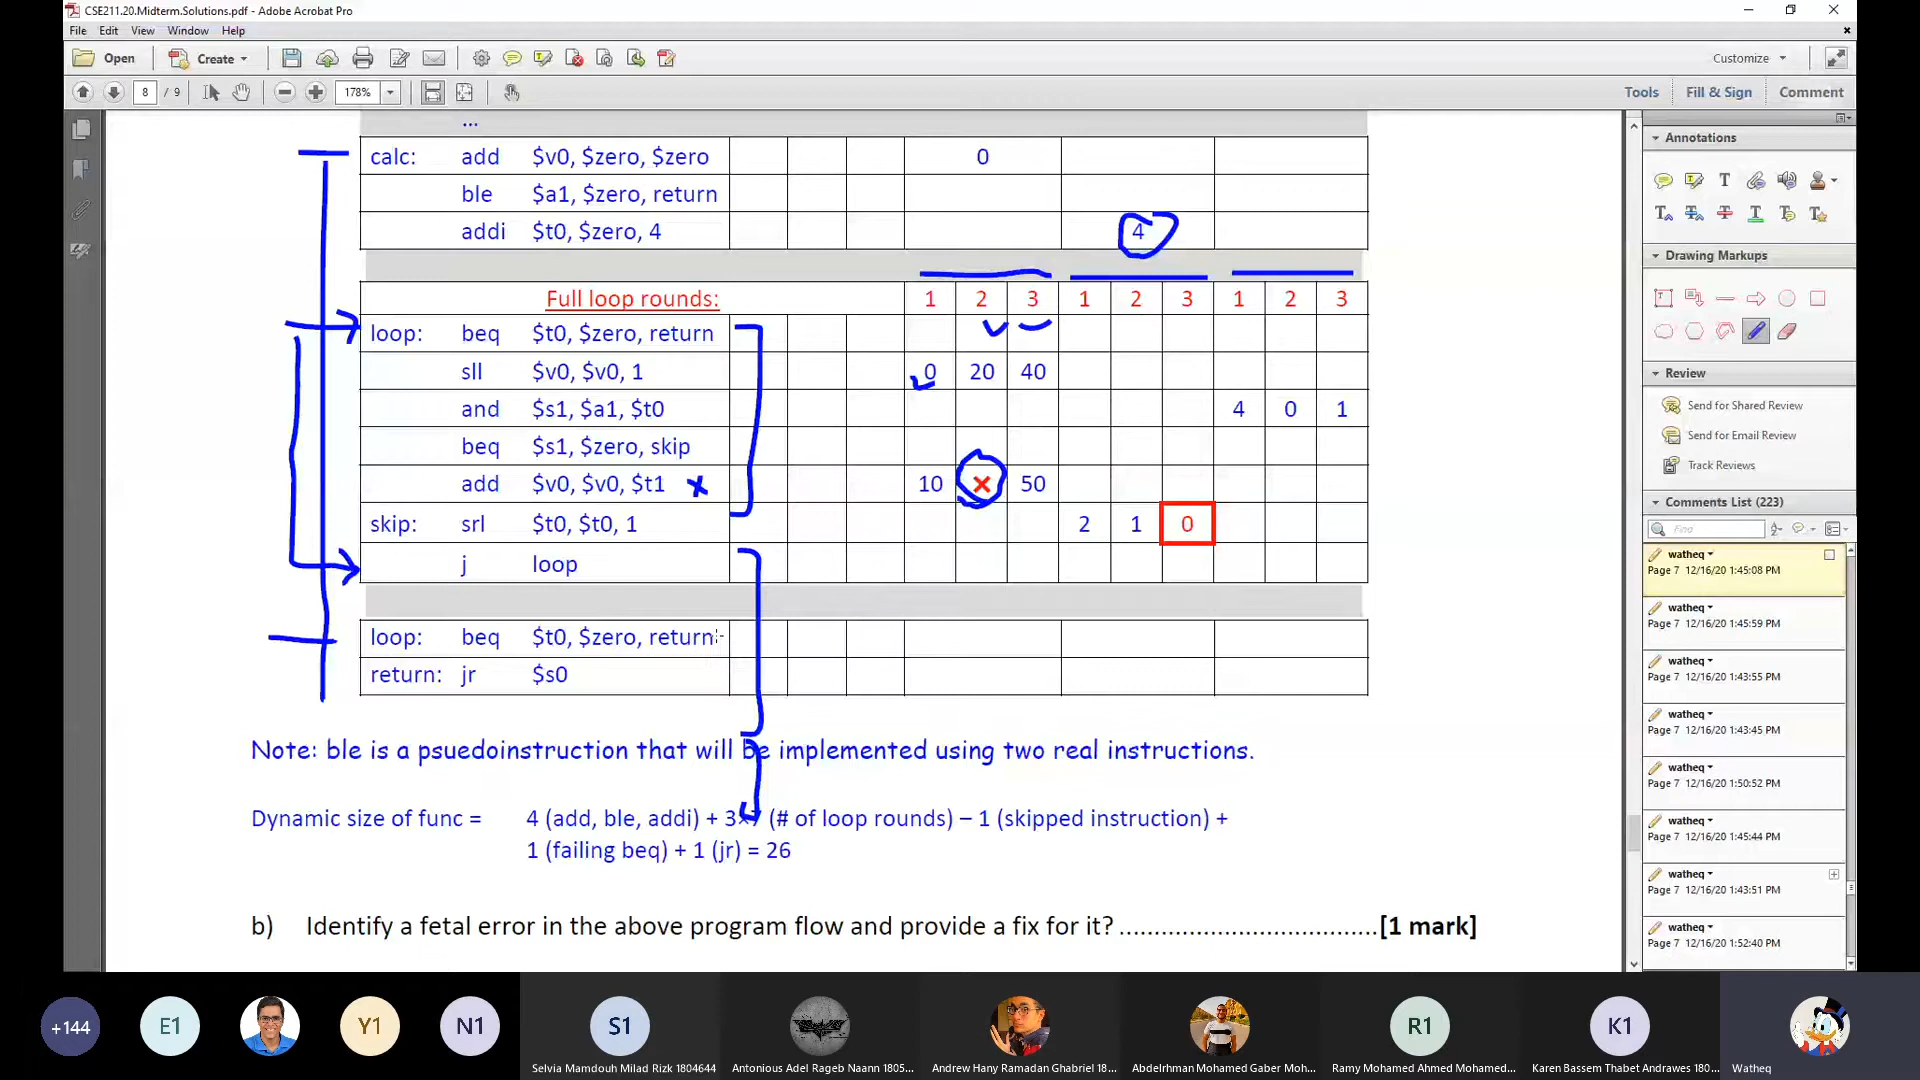 CSE211.20.Midterm.Solutions.pdf - Adobe Acrobat Pro
File Edit View Window Help
Open Create Customize
8 / 9 178% Tools Fill & Sign Comment
...
calc: add $v0, $zero, $zero 0
ble $a1, $zero, return
addi $t0, $zero, 4 4
Full loop rounds: 1 2 3 1 2 3 1 2 3
loop: beq $t0, $zero, return
sll $v0, $v0, 1 0 20 40
and $s1, $a1, $t0 4 0 1
beq $s1, $zero, skip
add $v0, $v0, $t1 × 10 × 50
skip: srl $t0, $t0, 1 2 1 0
j loop
loop: beq $t0, $zero, return
return: jr $s0
Note: ble is a psuedoinstruction that will be implemented using two real instructions.
Dynamic size of func = 4 (add, ble, addi) + 3×7 (# of loop rounds) – 1 (skipped instruction) +
1 (failing beq) + 1 (jr) = 26
b) Identify a fetal error in the above program flow and provide a fix for it? .................................[1 mark]
Annotations
Drawing Markups
Review
Send for Shared Review
Send for Email Review
Track Reviews
Comments List (223)
Find
watheq
Page 7 12/16/20 1:45:08 PM
watheq
Page 7 12/16/20 1:45:59 PM
watheq
Page 7 12/16/20 1:43:55 PM
watheq
Page 7 12/16/20 1:43:45 PM
watheq
Page 7 12/16/20 1:50:52 PM
watheq
Page 7 12/16/20 1:45:44 PM
watheq
Page 7 12/16/20 1:43:51 PM
watheq
Page 7 12/16/20 1:52:40 PM
+144 E1 Y1 N1 S1 R1 K1
Selvia Mamdouh Milad Rizk 1804644
Antonious Adel Rageb Naann 1805...
Andrew Hany Ramadan Ghabriel 18...
Abdelrhman Mohamed Gaber Moh...
Ramy Mohamed Ahmed Mohamed...
Karen Bassem Thabet Andrawes 180...
Watheq